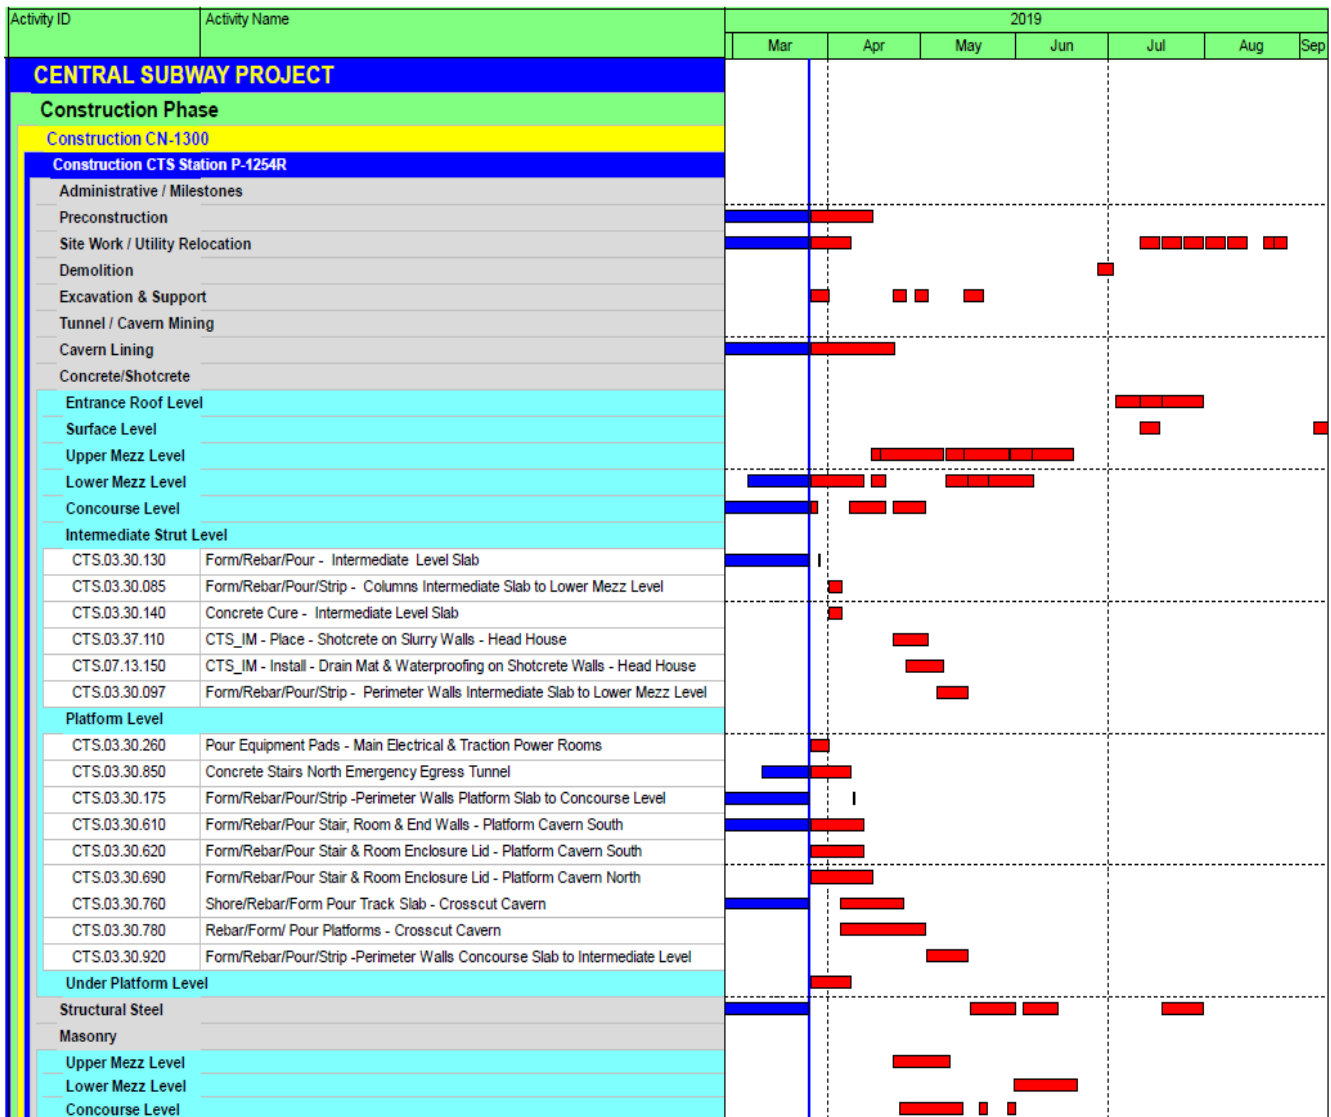 Activity ID Activity Name 2019
Mar Apr May Jun Jul Aug Sep
CENTRAL SUBWAY PROJECT
Construction Phase
Construction CN-1300
Construction CTS Station P-1254R
Administrative / Milestones
Preconstruction
Site Work / Utility Relocation
Demolition
Excavation & Support
Tunnel / Cavern Mining
Cavern Lining
Concrete/Shotcrete
Entrance Roof Level
Surface Level
Upper Mezz Level
Lower Mezz Level
Concourse Level
Intermediate Strut Level
CTS.03.30.130 Form/Rebar/Pour - Intermediate Level Slab
CTS.03.30.085 Form/Rebar/Pour/Strip - Columns Intermediate Slab to Lower Mezz Level
CTS.03.30.140 Concrete Cure - Intermediate Level Slab
CTS.03.37.110 CTS_IM - Place - Shotcrete on Slurry Walls - Head House
CTS.07.13.150 CTS_IM - Install - Drain Mat & Waterproofing on Shotcrete Walls - Head House
CTS.03.30.097 Form/Rebar/Pour/Strip - Perimeter Walls Intermediate Slab to Lower Mezz Level
Platform Level
CTS.03.30.260 Pour Equipment Pads - Main Electrical & Traction Power Rooms
CTS.03.30.850 Concrete Stairs North Emergency Egress Tunnel
CTS.03.30.175 Form/Rebar/Pour/Strip -Perimeter Walls Platform Slab to Concourse Level
CTS.03.30.610 Form/Rebar/Pour Stair, Room & End Walls - Platform Cavern South
CTS.03.30.620 Form/Rebar/Pour Stair & Room Enclosure Lid - Platform Cavern South
CTS.03.30.690 Form/Rebar/Pour Stair & Room Enclosure Lid - Platform Cavern North
CTS.03.30.760 Shore/Rebar/Form Pour Track Slab - Crosscut Cavern
CTS.03.30.780 Rebar/Form/ Pour Platforms - Crosscut Cavern
CTS.03.30.920 Form/Rebar/Pour/Strip -Perimeter Walls Concourse Slab to Intermediate Level
Under Platform Level
Structural Steel
Masonry
Upper Mezz Level
Lower Mezz Level
Concourse Level